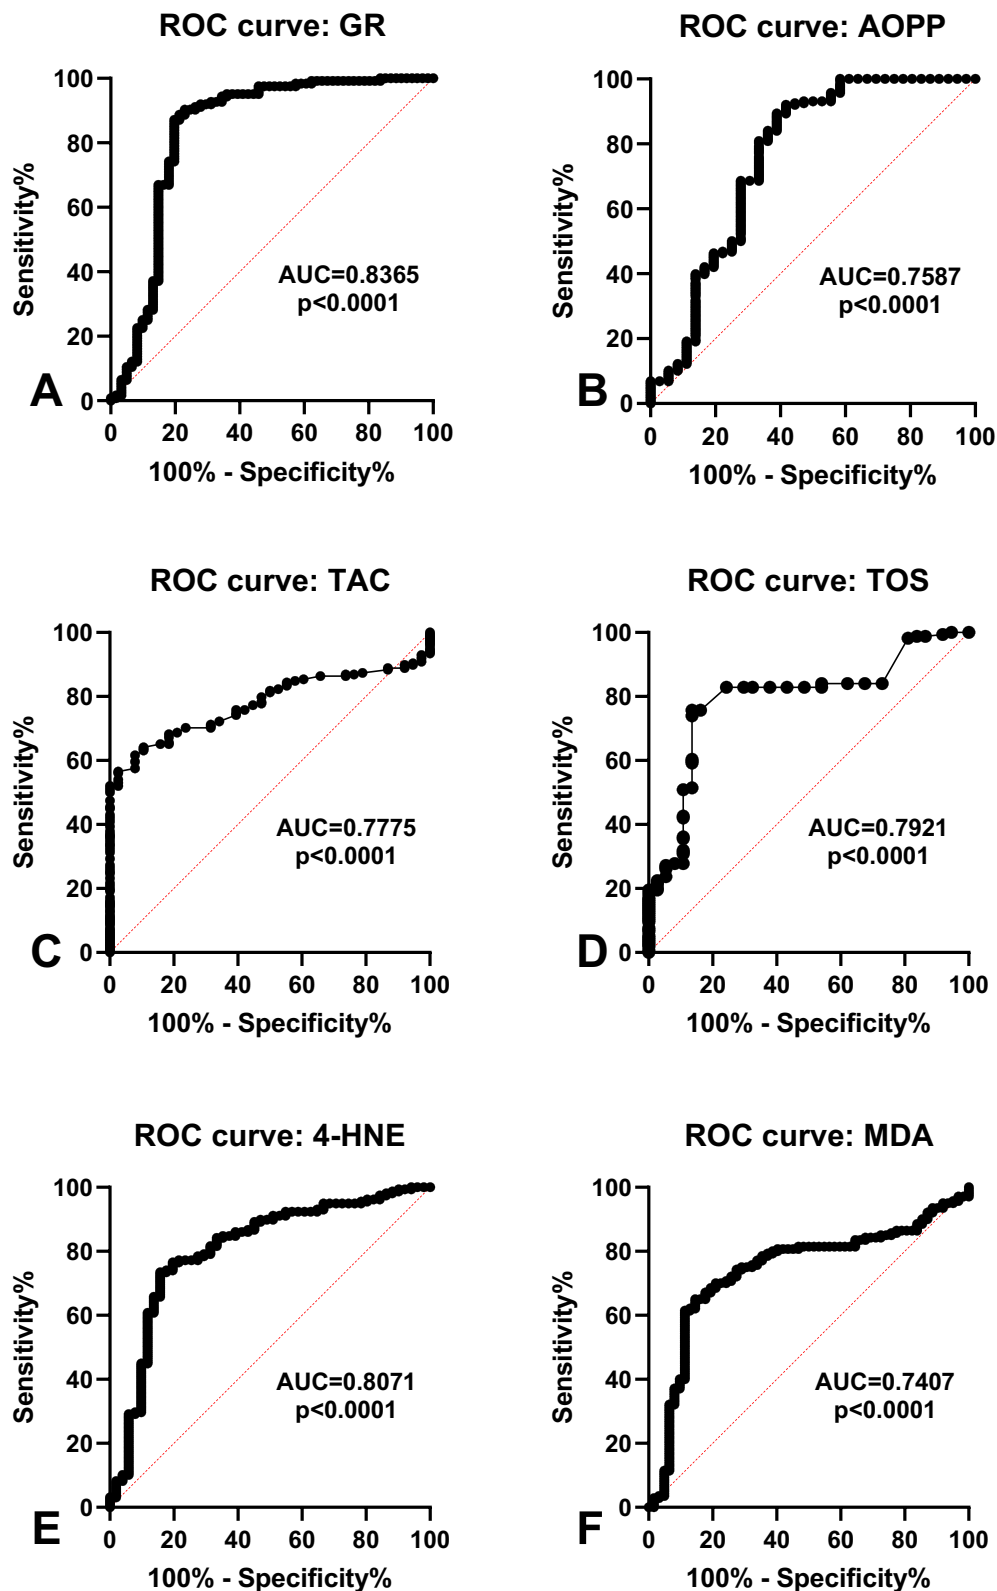 ROC curve: GR
100
80
60
40
20
0
Sensitivity%
AUC=0.8365
p<0.0001
A
0 20 40 60 80 100
100% - Specificity%
ROC curve: AOPP
100
80
60
40
20
0
Sensitivity%
AUC=0.7587
p<0.0001
B
0 20 40 60 80 100
100% - Specificity%
ROC curve: TAC
100
80
60
40
20
0
Sensitivity%
AUC=0.7775
p<0.0001
C
0 20 40 60 80 100
100% - Specificity%
ROC curve: TOS
100
80
60
40
20
0
Sensitivity%
AUC=0.7921
p<0.0001
D
0 20 40 60 80 100
100% - Specificity%
ROC curve: 4-HNE
100
80
60
40
20
0
Sensitivity%
AUC=0.8071
p<0.0001
E
0 20 40 60 80 100
100% - Specificity%
ROC curve: MDA
100
80
60
40
20
0
Sensitivity%
AUC=0.7407
p<0.0001
F
0 20 40 60 80 100
100% - Specificity%